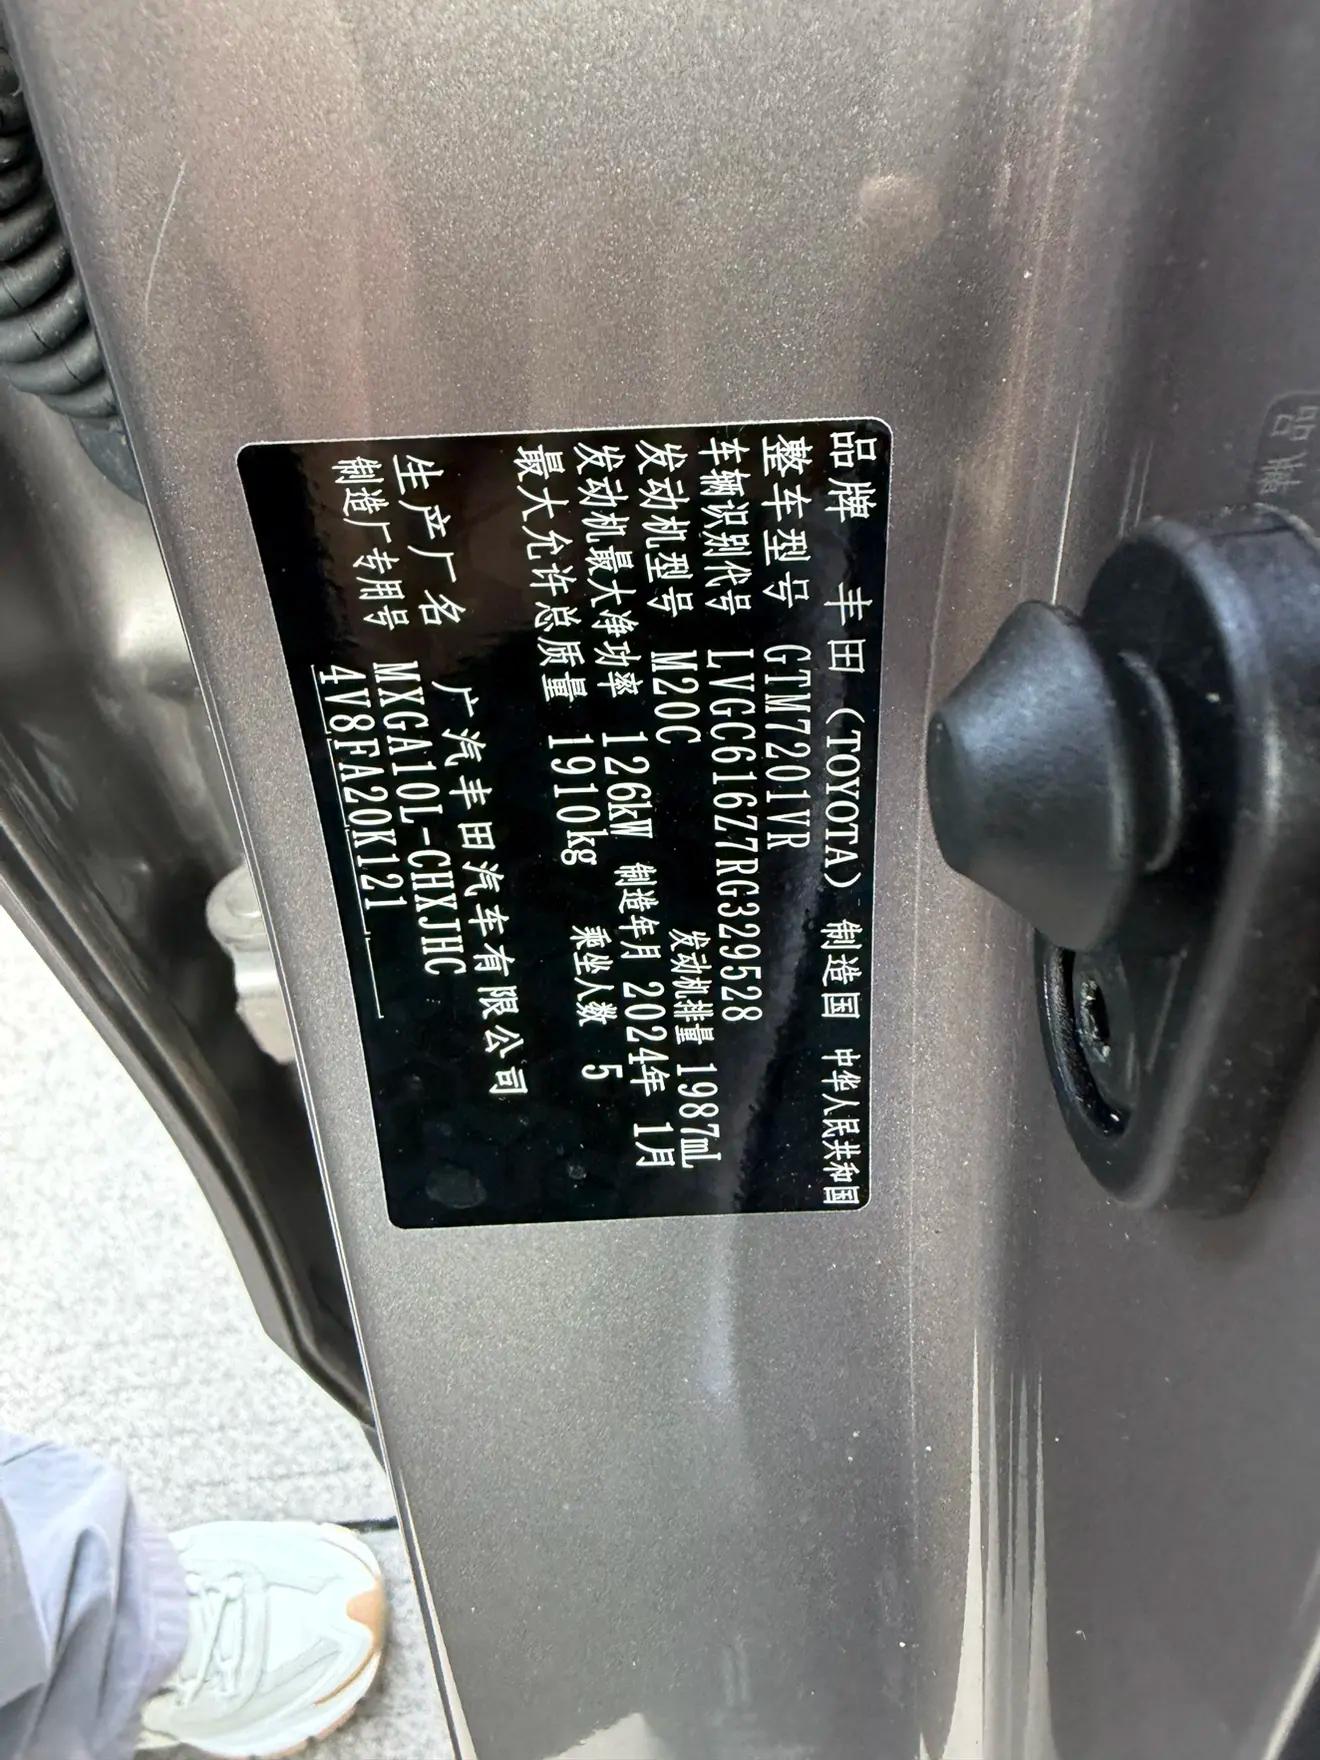 品牌 丰田（TOYOTA） 制造国 中华人民共和国
整车型号 GTM7201VR
车辆识别代号 LVGC616Z7RG329528
发动机型号 M20C 发动机排量 1987mL
发动机最大净功率 126kW 制造年月 2024年 1月
最大允许总质量 1910kg 乘坐人数 5
生产厂名 广汽丰田汽车有限公司
制造厂专用号 MXGA10L-CHXJHC
4V8FA20K121
品牌